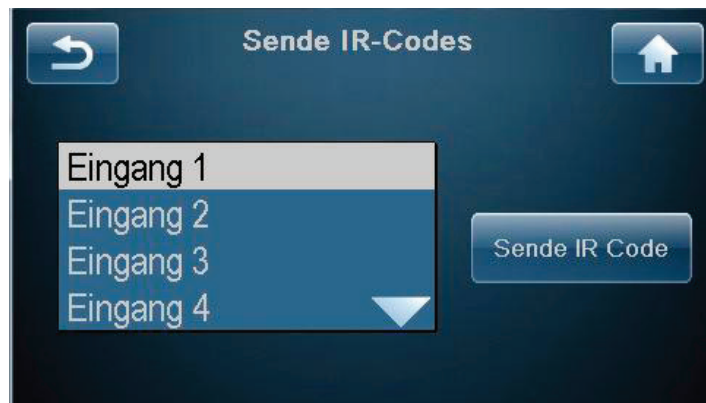 Sende IR-Codes
Eingang 1
Eingang 2
Eingang 3
Eingang 4
Sende IR Code